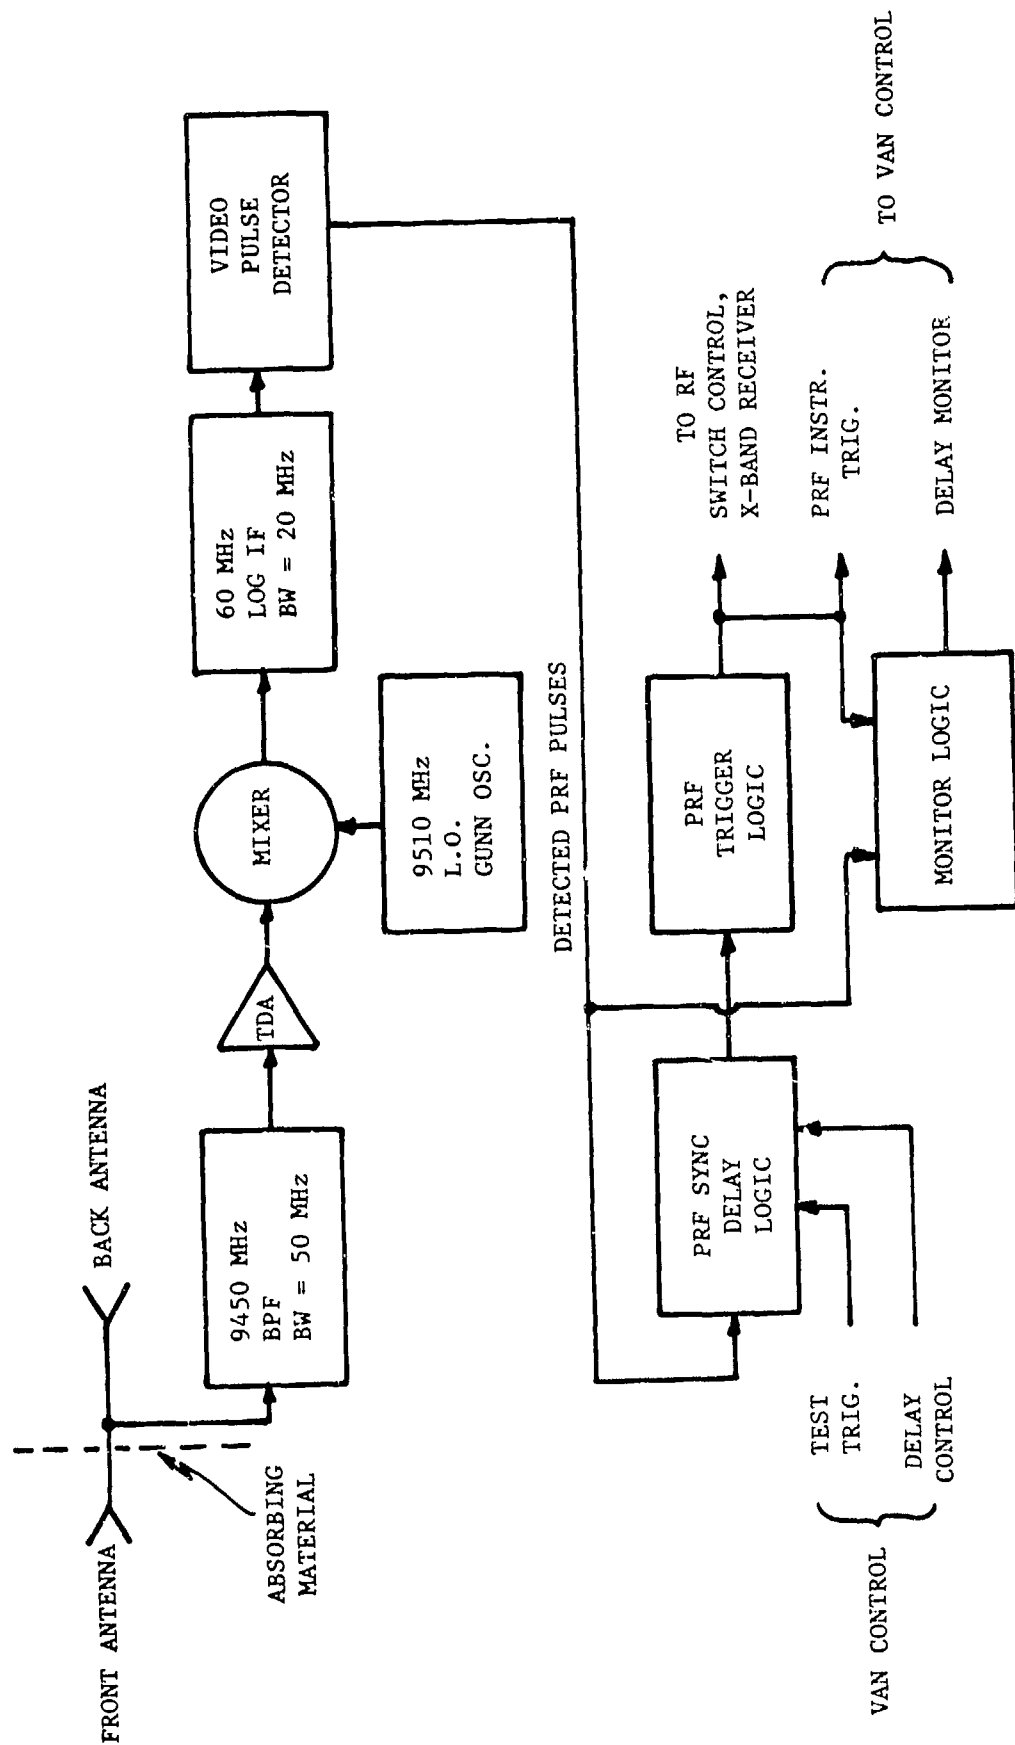 FRONT ANTENNA
BACK ANTENNA
ABSORBING
MATERIAL
9450 MHz
BPF
BW = 50 MHz
TDA
MIXER
9510 MHz
L.O.
GUNN OSC.
60 MHz
LOG IF
BW = 20 MHz
VIDEO
PULSE
DETECTOR
DETECTED PRF PULSES
VAN CONTROL
TEST
TRIG.
DELAY
CONTROL
PRF SYNC
DELAY
LOGIC
PRF
TRIGGER
LOGIC
MONITOR LOGIC
TO RF
SWITCH CONTROL,
X-BAND RECEIVER
PRF INSTR.
TRIG.
DELAY MONITOR
TO VAN CONTROL